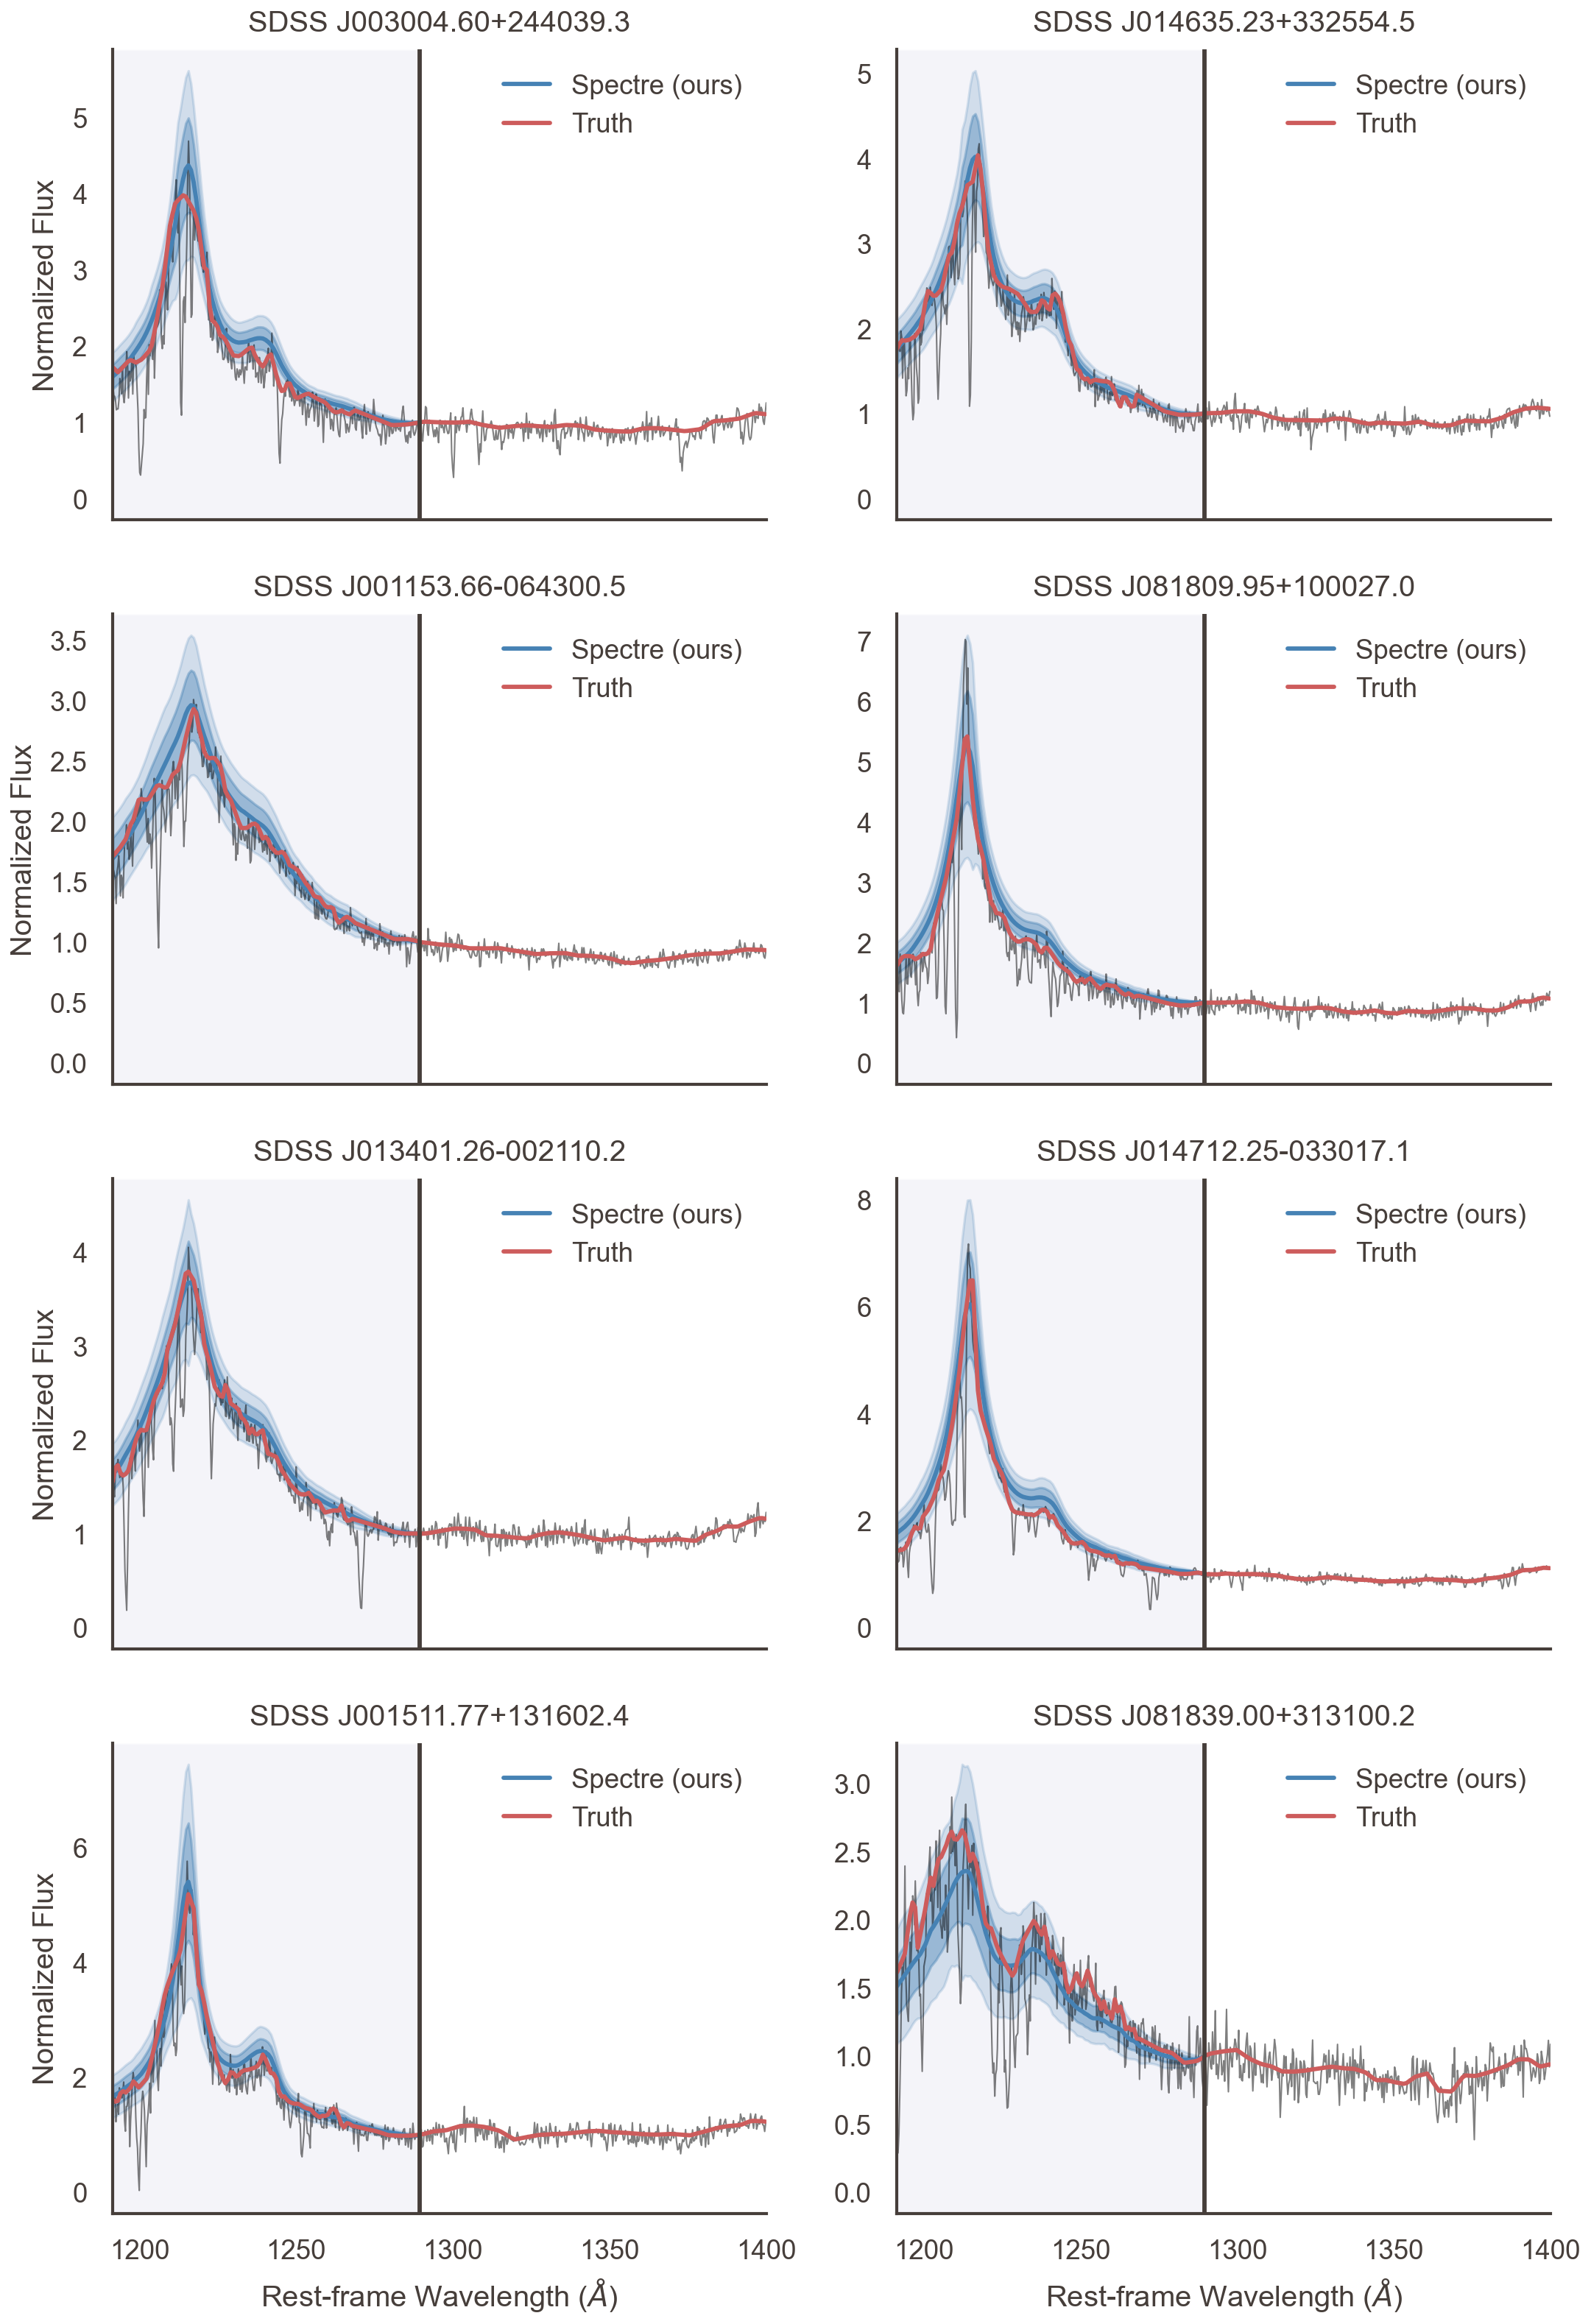 SDSS J003004.60+244039.3
SDSS J014635.23+332554.5
Normalized Flux
5
4
3
2
1
0
Spectre (ours)
Truth
5
4
3
2
1
0
Spectre (ours)
Truth
SDSS J001153.66-064300.5
SDSS J081809.95+100027.0
Normalized Flux
3.5
3.0
2.5
2.0
1.5
1.0
0.5
0.0
Spectre (ours)
Truth
7
6
5
4
3
2
1
0
Spectre (ours)
Truth
SDSS J013401.26-002110.2
SDSS J014712.25-033017.1
Normalized Flux
4
3
2
1
0
Spectre (ours)
Truth
8
6
4
2
0
Spectre (ours)
Truth
SDSS J001511.77+131602.4
SDSS J081839.00+313100.2
Normalized Flux
6
4
2
0
Spectre (ours)
Truth
3.0
2.5
2.0
1.5
1.0
0.5
0.0
Spectre (ours)
Truth
1200 1250 1300 1350 1400
1200 1250 1300 1350 1400
Rest-frame Wavelength (Å)
Rest-frame Wavelength (Å)